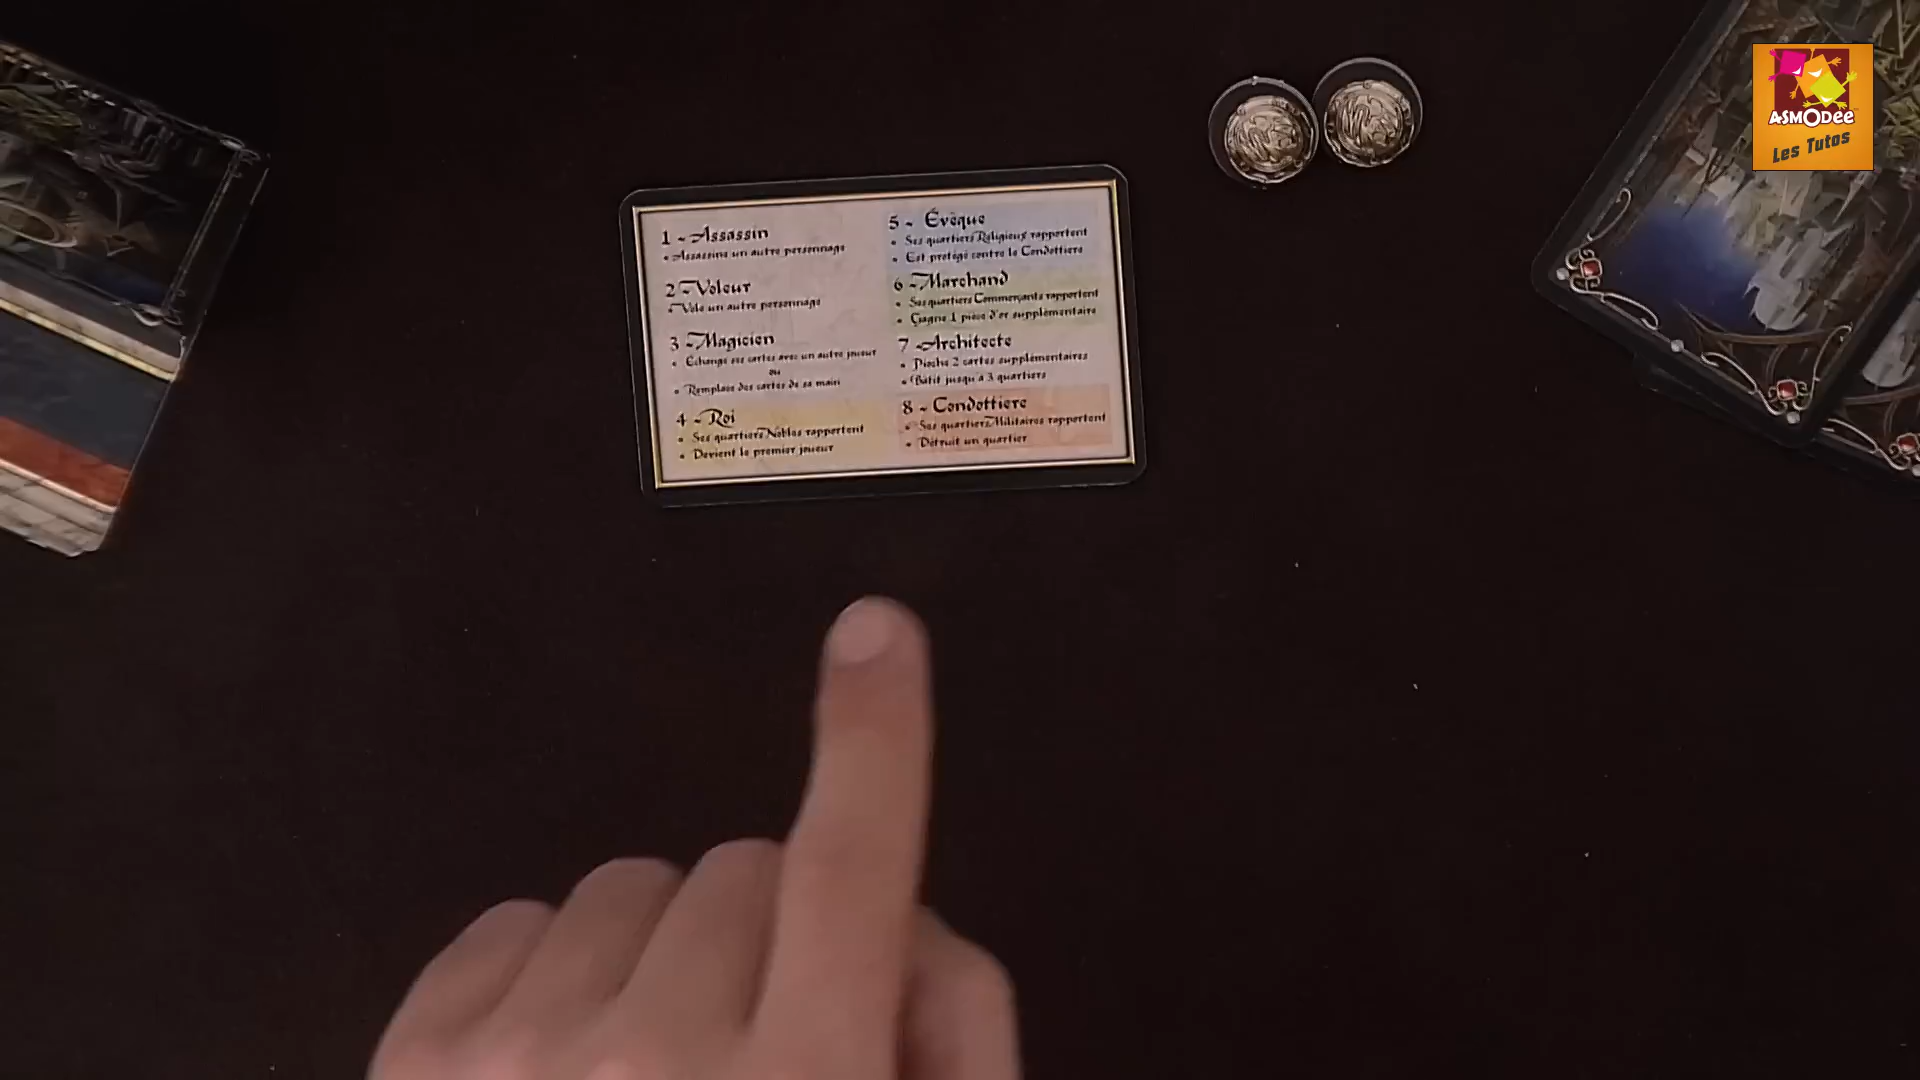 1 - Assassin
• Assassine un autre personnage
2 - Voleur
• Vole un autre personnage
3 - Magicien
• Echange ses cartes avec un autre joueur
ou
• Remplace des cartes de sa main
4 - Roi
• Ses quartiers Nobles rapportent
• Devient le premier joueur
5 - Évêque
• Ses quartiers Religieux rapportent
• Est protégé contre le Condottiere
6 - Marchand
• Ses quartiers Commerçants rapportent
• Gagne 1 pièce d'or supplémentaire
7 - Architecte
• Pioche 2 cartes supplémentaires
• Bâtit jusqu'à 3 quartiers
8 - Condottiere
• Ses quartiers Militaires rapportent
• Détruit un quartier
ASMODEE
Les Tutos